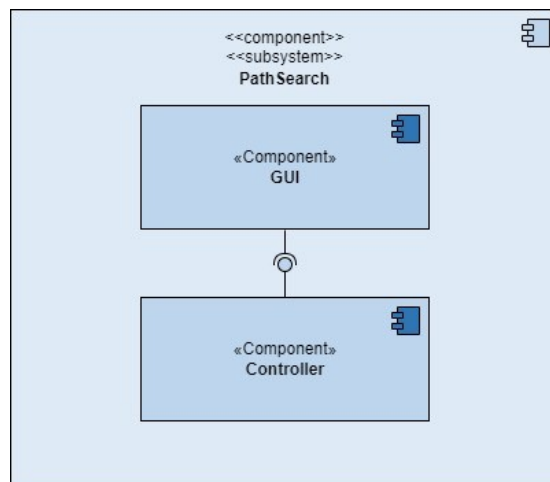 <<component>>
<<subsystem>>
PathSearch
«Component»
GUI
«Component»
Controller